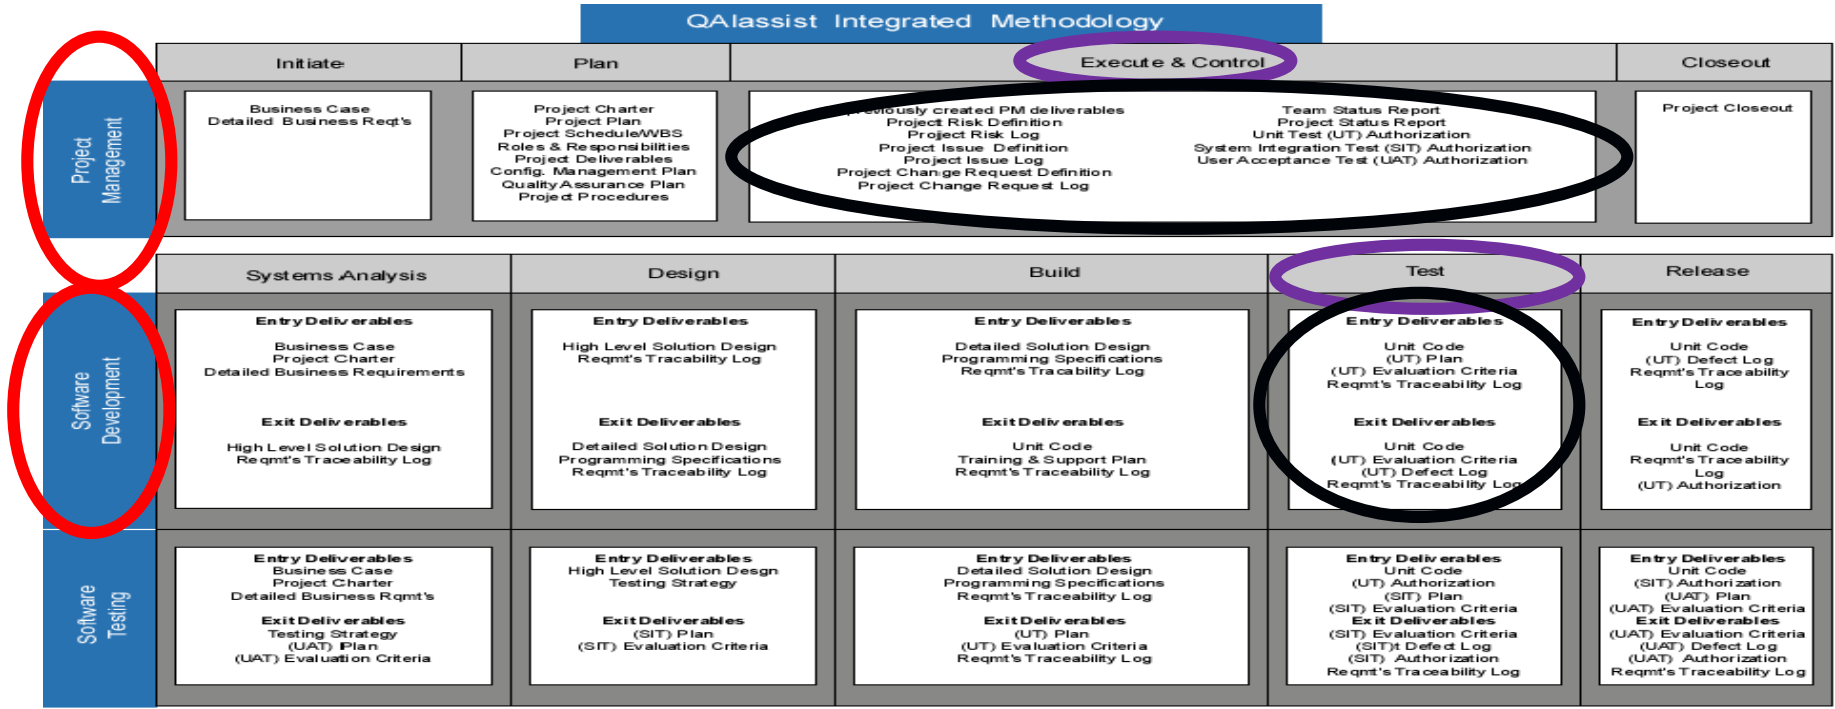 QAIassist Integrated Methodology
Initiate
Plan
Execute & Control
Closeout
Project
Management
Business Case
Detailed Business Reqt's
Project Charter
Project Plan
Project Schedule/WBS
Roles & Responsibilities
Project Deliverables
Config. Management Plan
Quality Assurance Plan
Project Procedures
created PM deliverables
Project Risk Definition
Project Risk Log
Project Issue Definition
Project Issue Log
Project Change Request Definition
Project Change Request Log
Team Status Report
Project Status Report
Unit Test (UT) Authorization
System Integration Test (SIT) Authorization
User Acceptance Test (UAT) Authorization
Project Closeout
Systems Analysis
Design
Build
Test
Release
Software
Development
Entry Deliverables
Business Case
Project Charter
Detailed Business Requirements
Exit Deliverables
High Level Solution Design
Reqmt's Traceability Log
Entry Deliverables
High Level Solution Design
Reqmt's Tracability Log
Exit Deliverables
Detailed Solution Design
Programming Specifications
Reqmt's Traceability Log
Entry Deliverables
Detailed Solution Design
Programming Specifications
Reqmt's Tracability Log
Exit Deliverables
Unit Code
Training & Support Plan
Reqmt's Traceability Log
Entry Deliverables
Unit Code
(UT) Plan
(UT) Evaluation Criteria
Reqmt's Traceability Log
Exit Deliverables
Unit Code
(UT) Evaluation Criteria
(UT) Defect Log
Reqmt's Traceability Log
Entry Deliverables
Unit Code
(UT) Defect Log
Reqmt's Traceability
Log
Exit Deliverables
Unit Code
Reqmt's Traceability
Log
(UT) Authorization
Software
Testing
Entry Deliverables
Business Case
Project Charter
Detailed Business Rqmt's
Exit Deliverables
Testing Strategy
(UAT) Plan
(UAT) Evaluation Criteria
Entry Deliverables
High Level Solution Desgn
Testing Strategy
Exit Deliverables
(SIT) Plan
(SIT) Evaluation Criteria
Entry Deliverables
Detailed Solution Design
Programming Specifications
Reqmt's Traceability Log
Exit Deliverables
(UT) Plan
(UT) Evaluation Criteria
Reqmt's Traceability Log
Entry Deliverables
Unit Code
(UT) Authorization
(SIT) Plan
(SIT) Evaluation Criteria
Exit Deliverables
(SIT) Evaluation Criteria
(SIT)t Defect Log
(SIT) Authorization
Reqmt's Traceability Log
Entry Deliverables
Unit Code
(SIT) Authorization
(UAT) Plan
(UAT) Evaluation Criteria
Exit Deliverables
(UAT) Evaluation Criteria
(UAT) Defect Log
(UAT) Authorization
Reqmt's Traceability Log